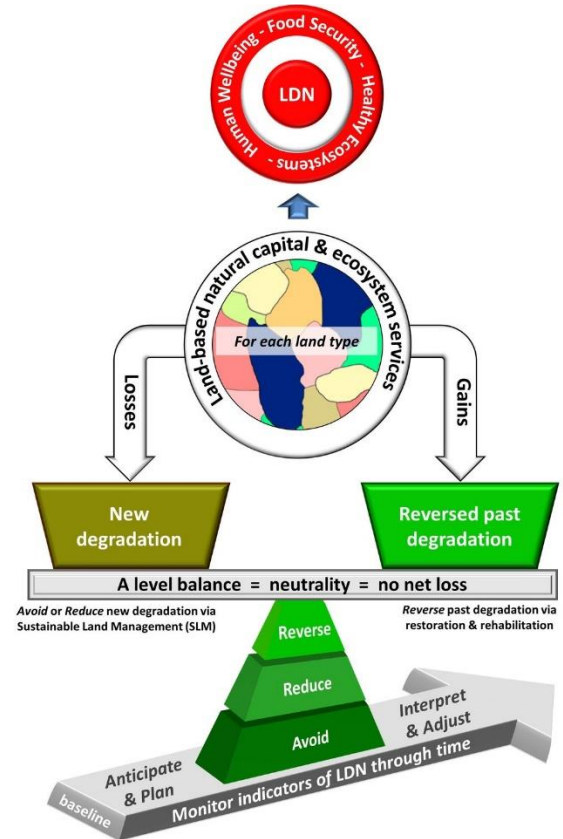 Human Wellbeing - Food Security - Healthy Ecosystems -
LDN
Land-based natural capital & ecosystem services
For each land type
Losses
Gains
New
degradation
Reversed past
degradation
A level balance = neutrality = no net loss
Avoid or Reduce new degradation via
Sustainable Land Management (SLM)
Reverse past degradation via
restoration & rehabilitation
Reverse
Reduce
Avoid
Anticipate
& Plan
Interpret
& Adjust
baseline
Monitor indicators of LDN through time